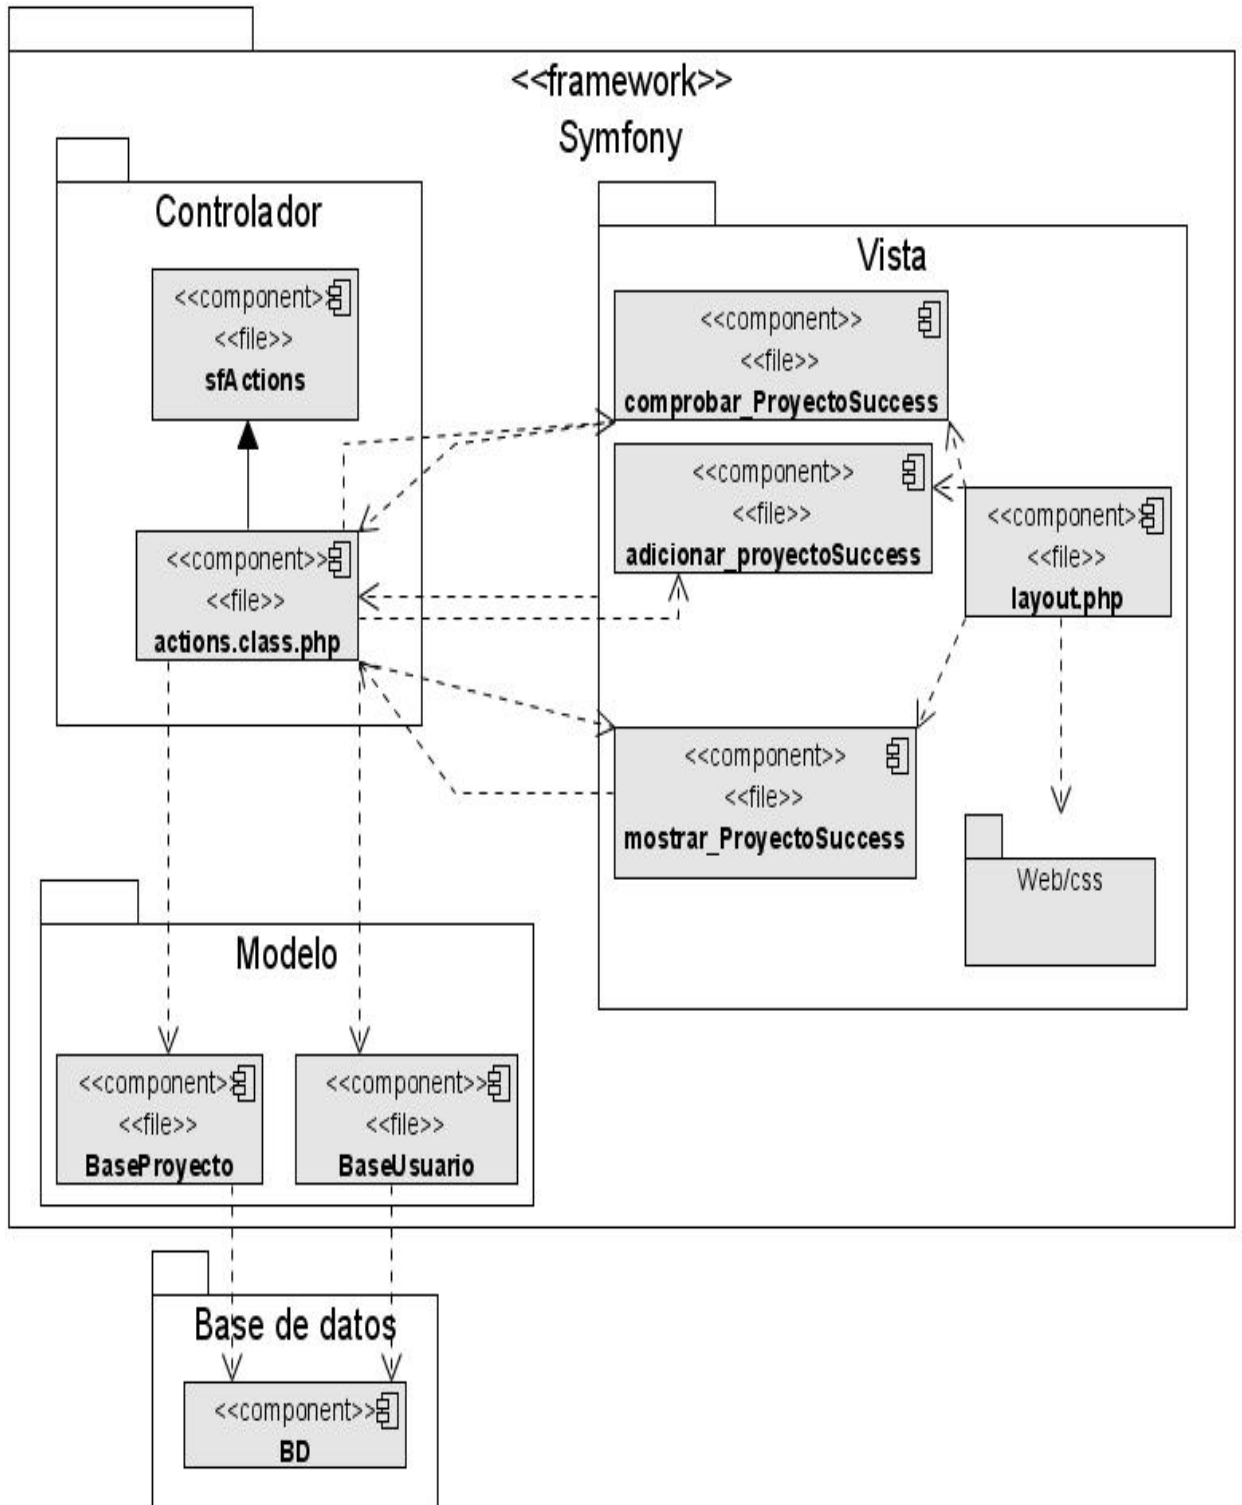 <<framework>>
Symfony
Controlador
<<component>>
<<file>>
sfActions
<<component>>
<<file>>
actions.class.php
Vista
<<component>>
<<file>>
comprobar_ProyectoSuccess
<<component>>
<<file>>
adicionar_proyectoSuccess
<<component>>
<<file>>
layout.php
<<component>>
<<file>>
mostrar_ProyectoSuccess
Web/css
Modelo
<<component>>
<<file>>
BaseProyecto
<<component>>
<<file>>
BaseUsuario
Base de datos
<<component>>
BD